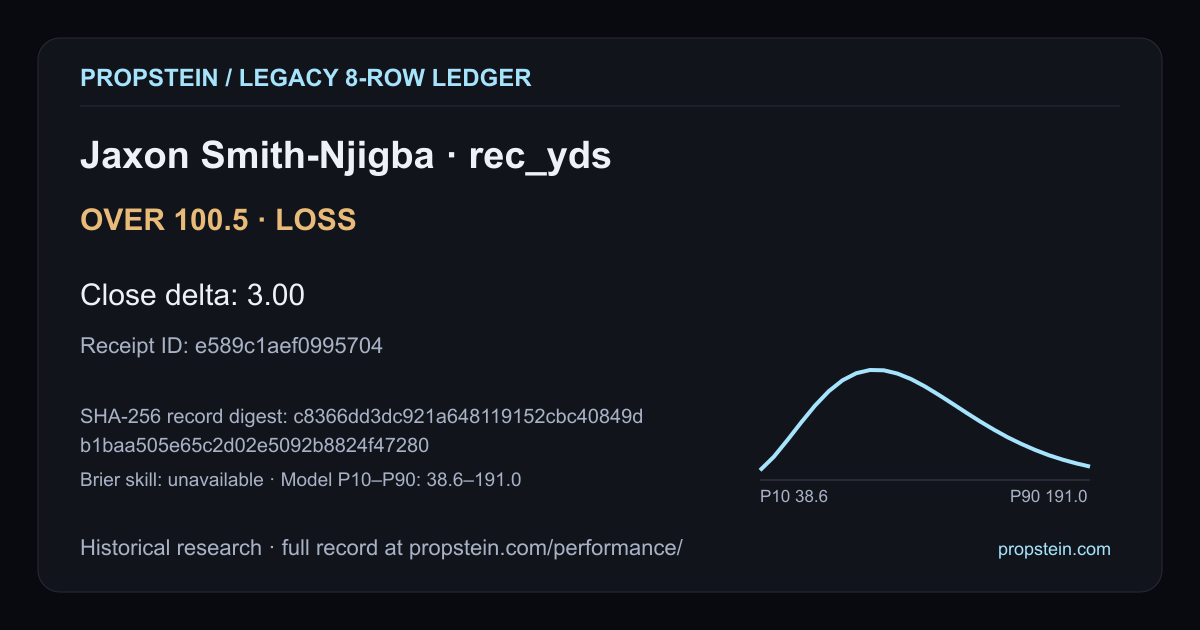 PROPSTEIN / LEGACY 8-ROW LEDGER
Jaxon Smith-Njigba · rec_yds
OVER 100.5 · LOSS
Close delta: 3.00
Receipt ID: e589c1aef0995704
SHA-256 record digest: c8366dd3dc921a648119152cbc40849d
b1baa505e65c2d02e5092b8824f47280
Brier skill: unavailable · Model P10–P90: 38.6–191.0
P10 38.6
P90 191.0
Historical research · full record at propstein.com/performance/
propstein.com